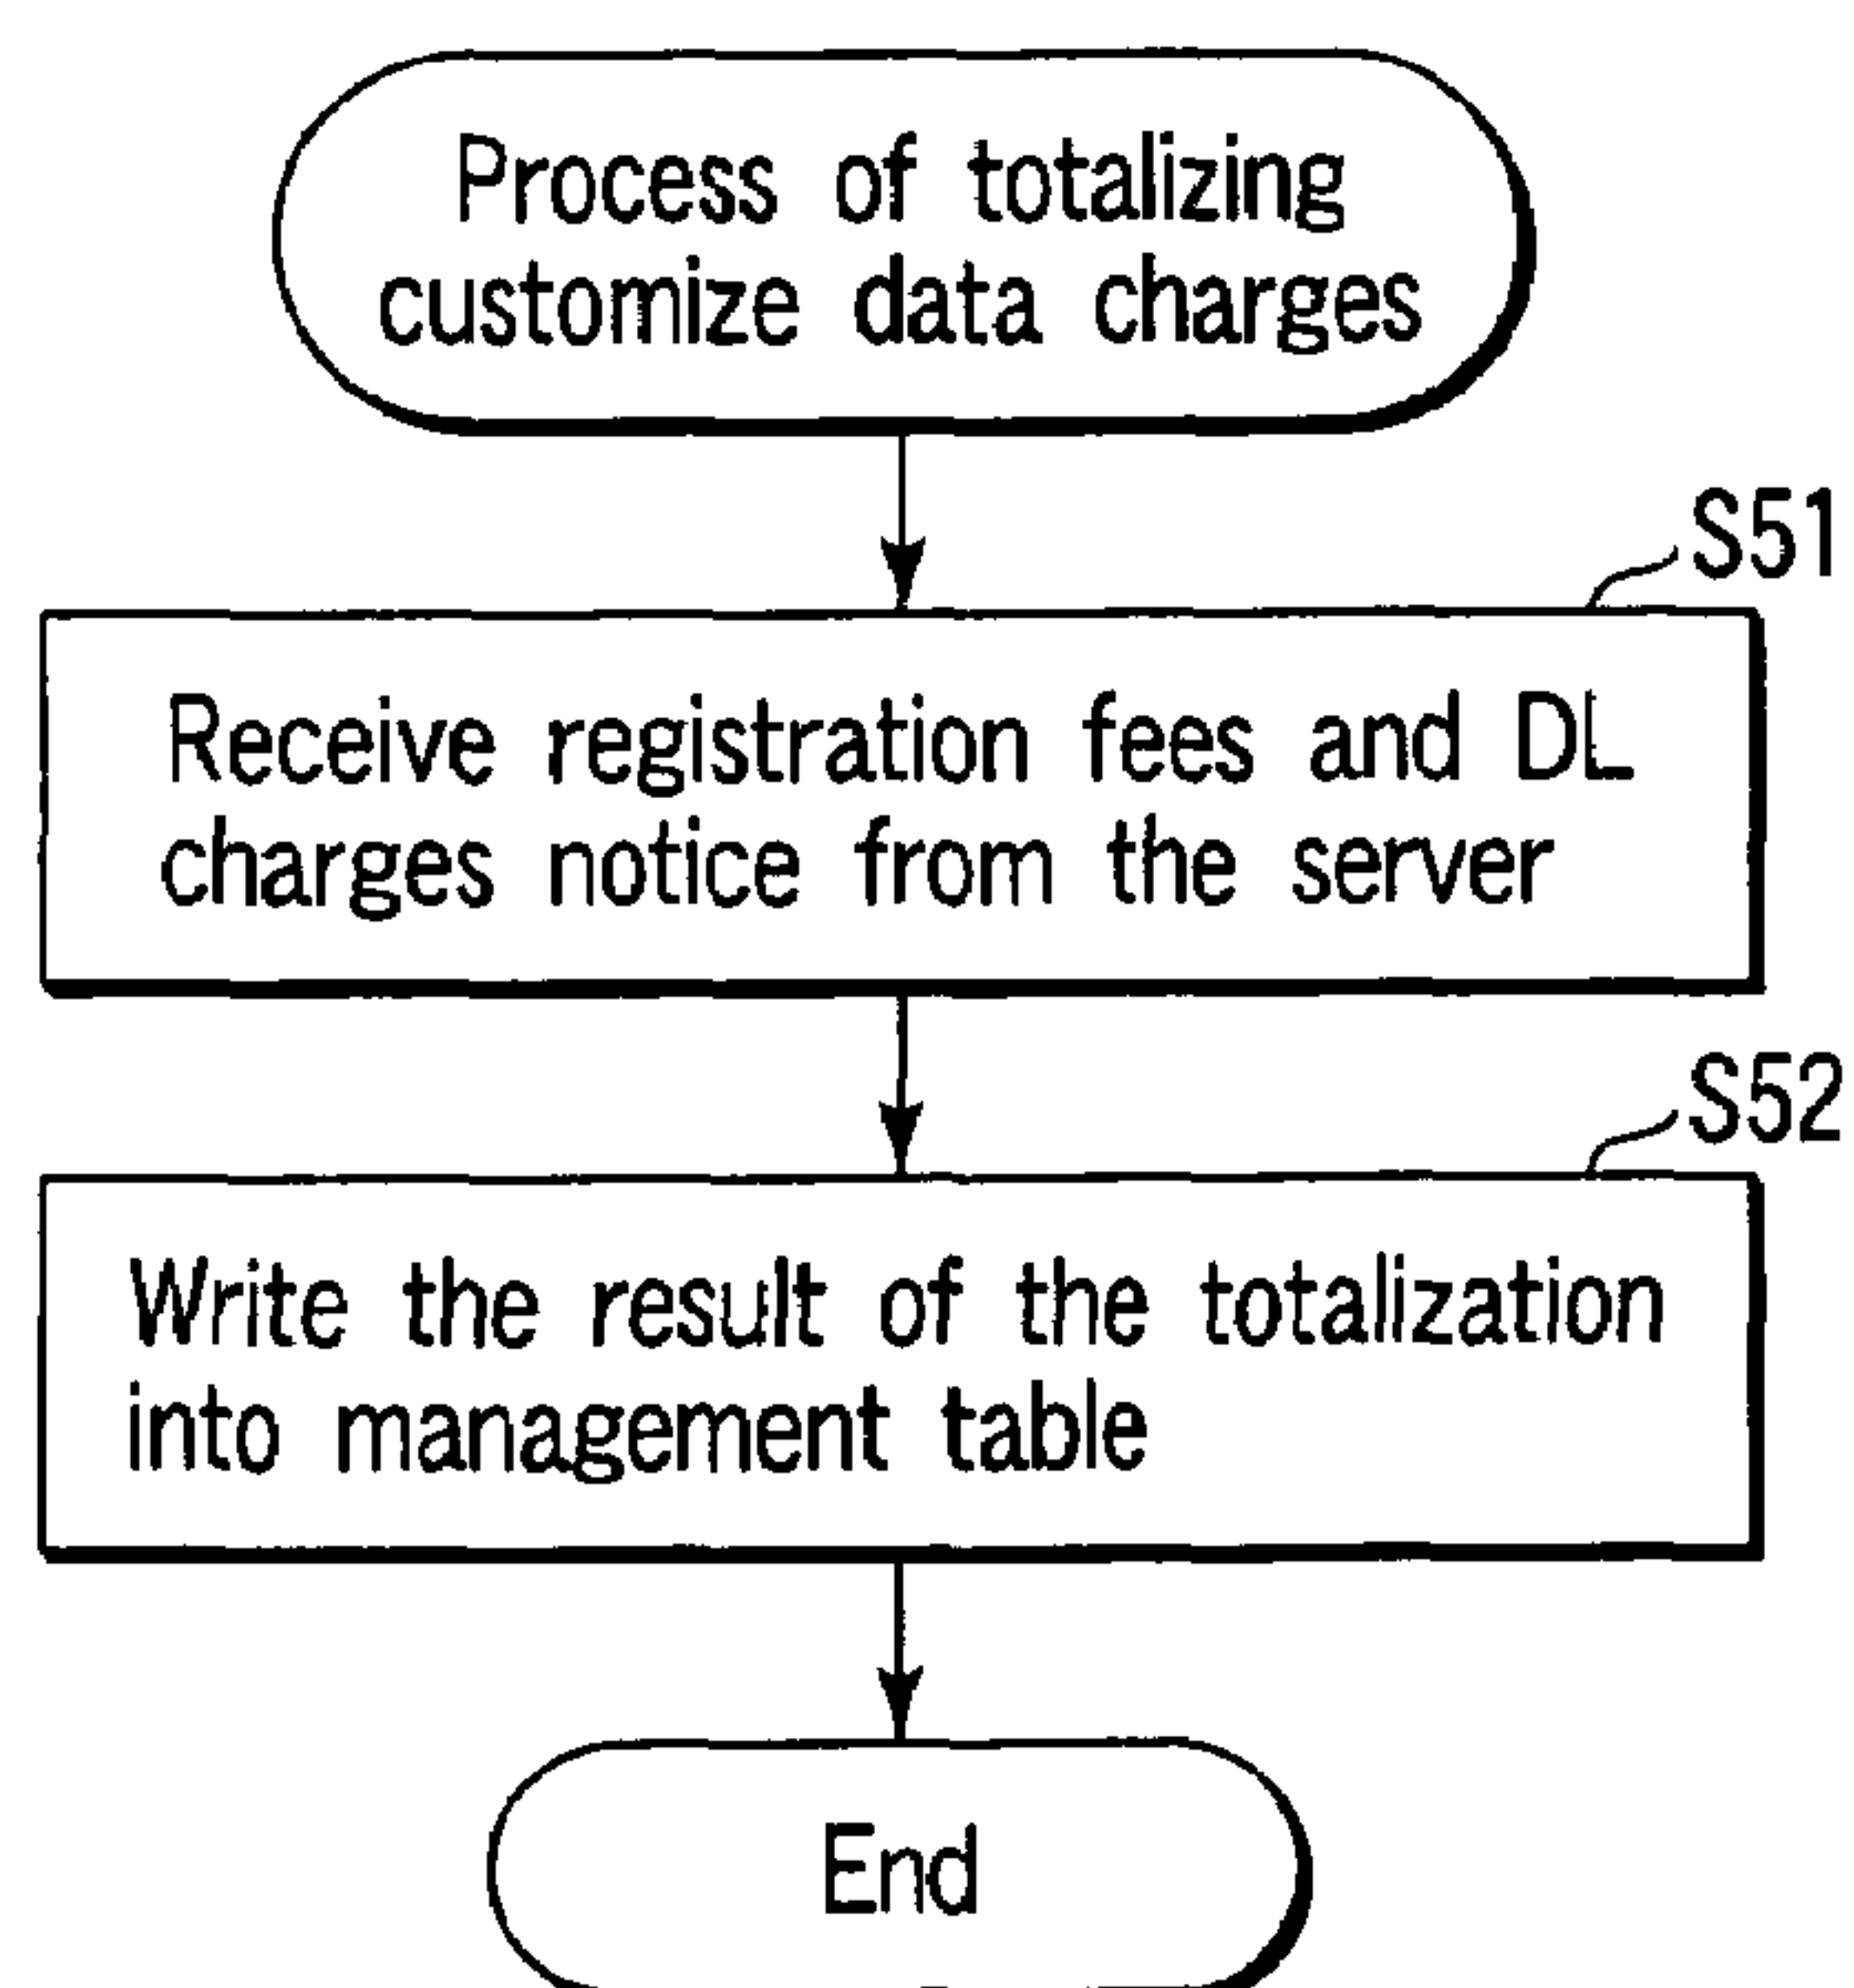 Process of totalizing
customize data charges
S51
Receive registration fees and DL
charges notice from the server
S52
Write the result of the totalization
into management table
End